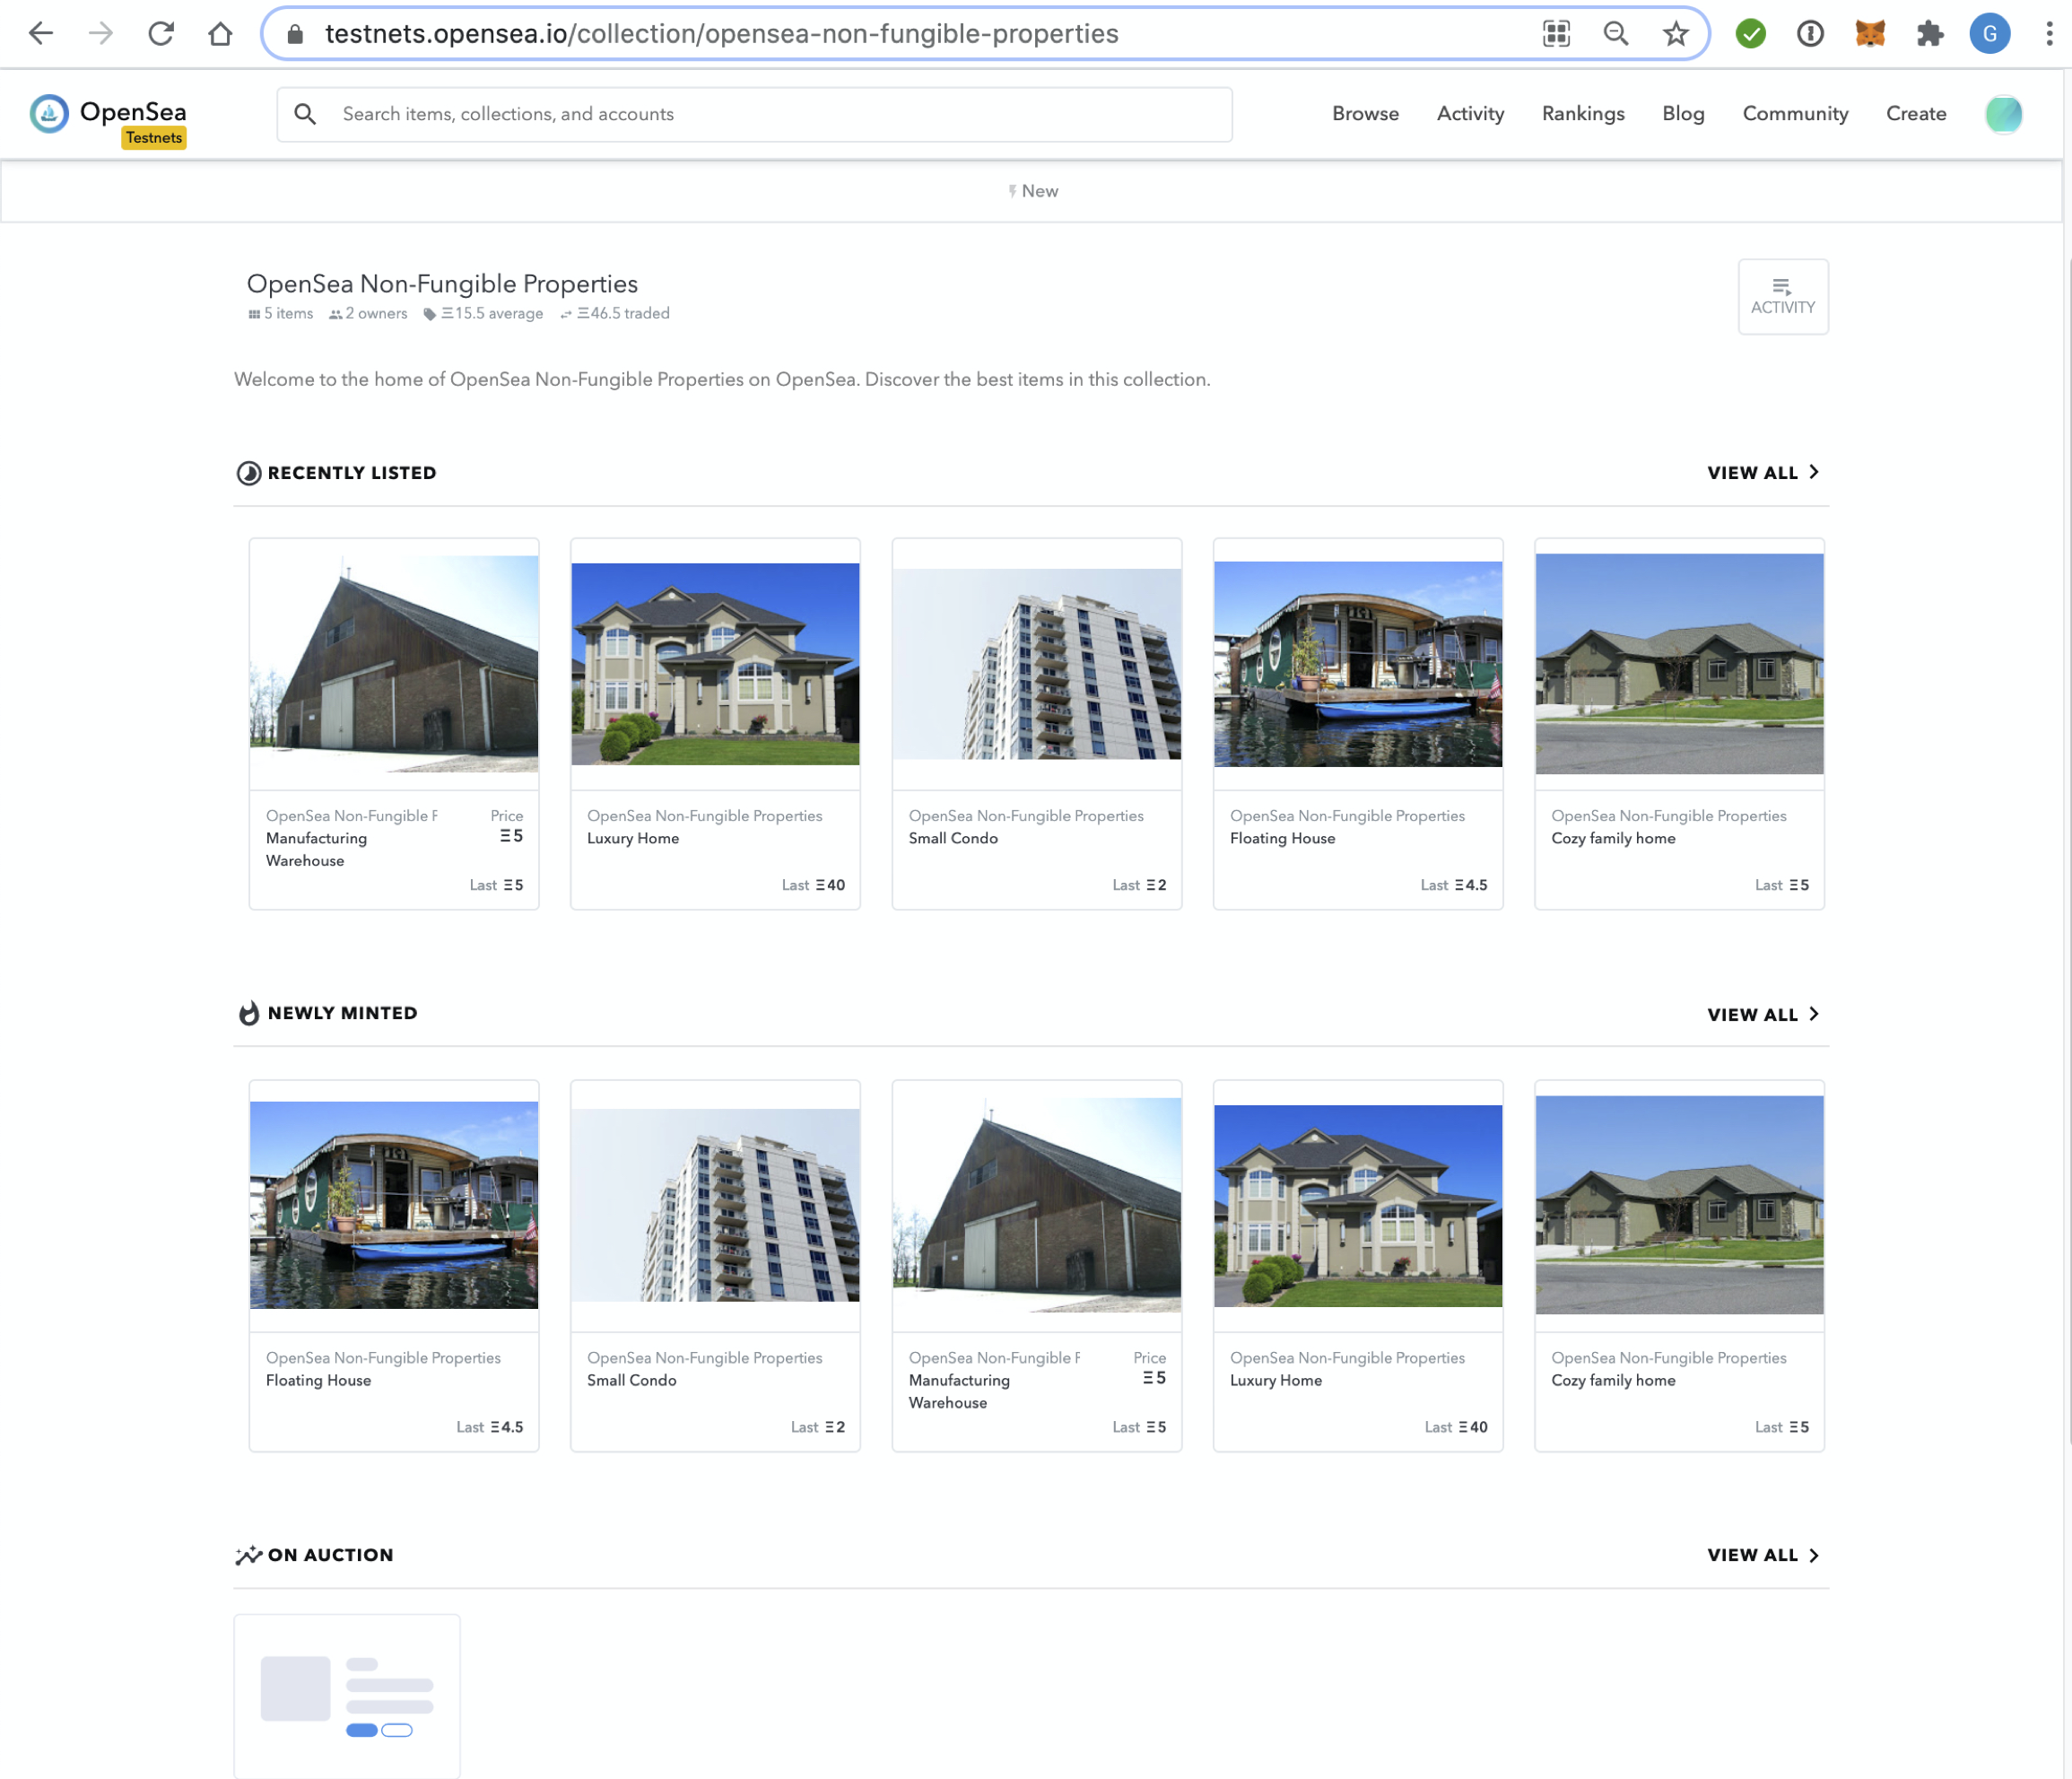 testnets.opensea.io/collection/opensea-non-fungible-properties
G
OpenSea
Testnets
Search items, collections, and accounts
Browse
Activity
Rankings
Blog
Community
Create
New
OpenSea Non-Fungible Properties
5 items 2 owners Ξ15.5 average Ξ46.5 traded
ACTIVITY
Welcome to the home of OpenSea Non-Fungible Properties on OpenSea. Discover the best items in this collection.
RECENTLY LISTED
VIEW ALL
OpenSea Non-Fungible P
Price
Manufacturing
Ξ5
Warehouse
Last Ξ5
OpenSea Non-Fungible Properties
Luxury Home
Last Ξ40
OpenSea Non-Fungible Properties
Small Condo
Last Ξ2
OpenSea Non-Fungible Properties
Floating House
Last Ξ4.5
OpenSea Non-Fungible Properties
Cozy family home
Last Ξ5
NEWLY MINTED
VIEW ALL
OpenSea Non-Fungible Properties
Floating House
Last Ξ4.5
OpenSea Non-Fungible Properties
Small Condo
Last Ξ2
OpenSea Non-Fungible P
Price
Manufacturing
Ξ5
Warehouse
Last Ξ5
OpenSea Non-Fungible Properties
Luxury Home
Last Ξ40
OpenSea Non-Fungible Properties
Cozy family home
Last Ξ5
ON AUCTION
VIEW ALL